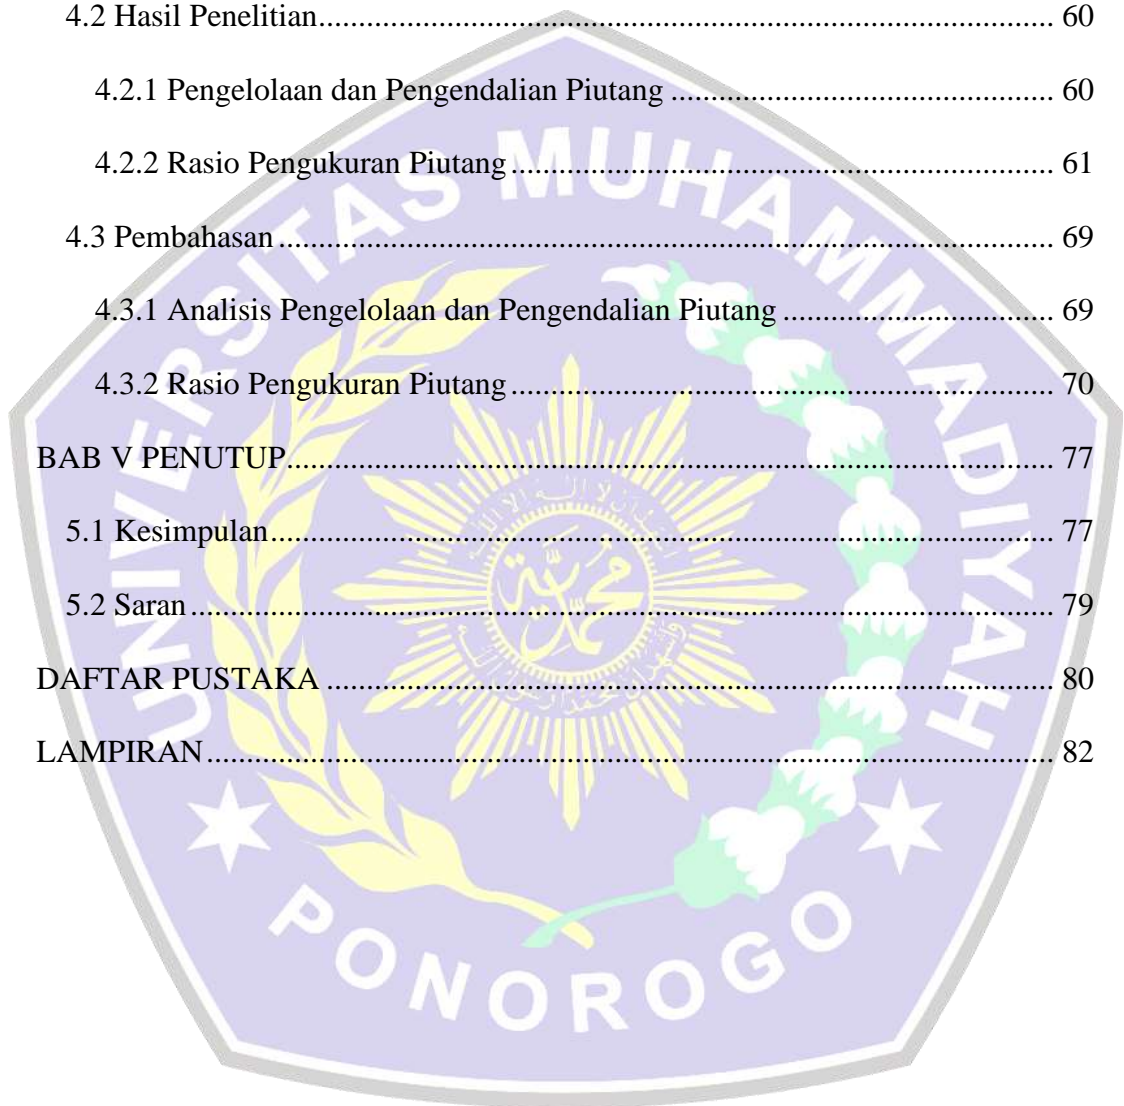 4.2 Hasil Penelitian.......................................................................................... 60
4.2.1 Pengelolaan dan Pengendalian Piutang ............................................... 60
4.2.2 Rasio Pengukuran Piutang.................................................................. 61
4.3 Pembahasan............................................................................................... 69
4.3.1 Analisis Pengelolaan dan Pengendalian Piutang ................................. 69
4.3.2 Rasio Pengukuran Piutang.................................................................. 70
BAB V PENUTUP............................................................................................. 77
5.1 Kesimpulan................................................................................................ 77
5.2 Saran ......................................................................................................... 79
DAFTAR PUSTAKA ......................................................................................... 80
LAMPIRAN........................................................................................................ 82
UNIVERSITAS MUHAMMADIYAH
PONOROGO